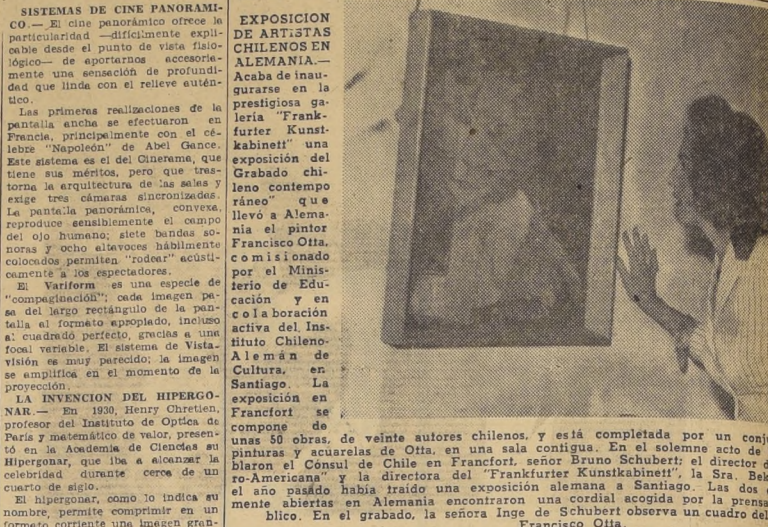 SISTEMAS DE CINE PANORAMI-
CO.— El cine panorámico ofrece la
particularidad —difícilmente expli-
cable desde el punto de vista fisio-
lógico— de aportarnos accesoria-
mente una sensación de profundi-
dad que linda con el relieve autén-
tico.
Las primeras realizaciones de la
pantalla ancha se efectuaron en
Francia, principalmente con el cé-
lebre "Napoleón" de Abel Gance.
Este sistema es el del Cinerama, que
tiene sus méritos, pero que tras-
torna la arquitectura de las salas y
exige tres cámaras sincronizadas.
La pantalla panorámica, convexa,
reproduce sensiblemente el campo
del ojo humano; siete bandas so-
noras y ocho altavoces hábilmente
colocados permiten "rodear" acústi-
camente a los espectadores.
El Variform es una especie de
"compaginación"; cada imagen pa-
sa del largo rectángulo de la pan-
talla al formato apropiado, incluso
al cuadrado perfecto, gracias a una
focal variable. El sistema de Vista-
visión es muy parecido; la imagen
se amplifica en el momento de la
proyección.
LA INVENCION DEL HIPERGO-
NAR.— En 1930, Henry Chretien,
profesor del Instituto de Optica de
París y matemático de valor, presen-
tó en la Academia de Ciencias su
Hipergonar, que iba a alcanzar la
celebridad durante cerca de un
cuarto de siglo.
El hipergonar, como lo indica su
nombre, permite comprimir en un
formato corriente una imagen gran-
EXPOSICION
DE ARTISTAS
CHILENOS EN
ALEMANIA.—
Acaba de inau-
gurarse en la
prestigiosa ga-
lería "Frank-
furter Kunst-
kabinett" una
exposición del
Grabado chi-
leno contempo
ráneo" que
llevó a Alema-
nia el pintor
Francisco Otta,
comisionado
por el Minis-
terio de Edu-
cación y en
colaboración
activa del Ins-
tituto Chileno-
Alemán de
Cultura, en
Santiago. La
exposición en
Francfort se
compone de
unas 50 obras, de veinte autores chilenos, y está completada por un conju
pinturas y acuarelas de Otta, en una sala contigua. En el solemne acto de
blaron el Cónsul de Chile en Francfort, señor Bruno Schubert; el director d
ro-Americana" y la directora del "Frankfurter Kunstkabinett", la Sra. Bek
el año pasado había traído una exposición alemana a Santiago. Las dos e
mente abiertas en Alemania encontraron una cordial acogida por la prensa
blico. En el grabado, la señora Inge de Schubert observa un cuadro del
Francisco Otta.